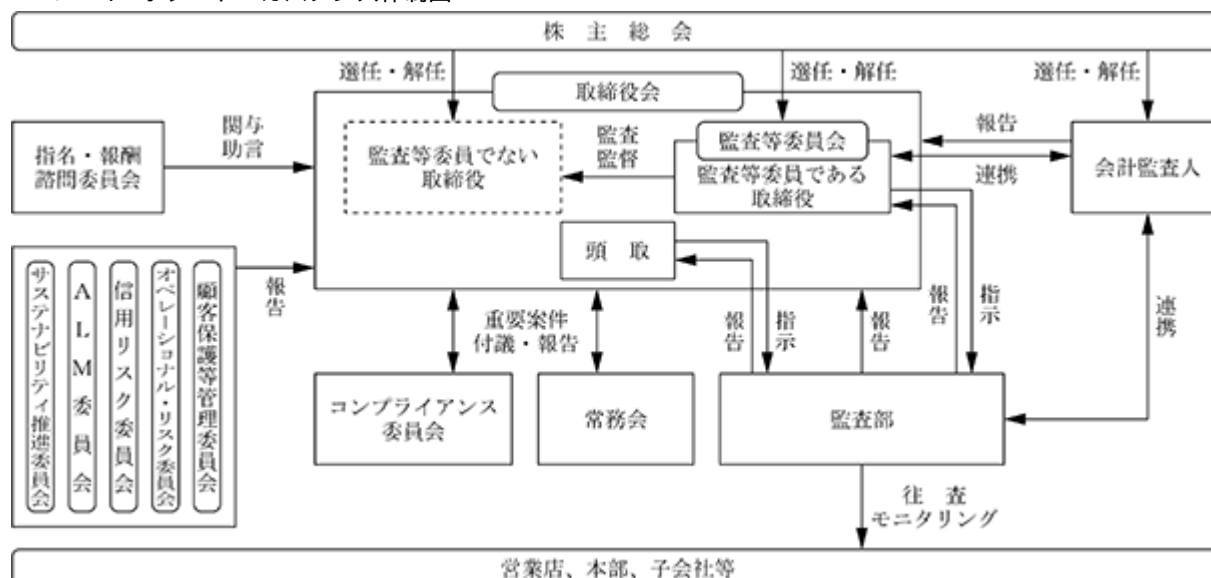 株主総会
選任・解任
選任・解任
選任・解任
取締役会
指名・報酬
諮問委員会
関与
助言
監査等委員でない
取締役
監査
監督
監査等委員会
監査等委員である
取締役
報告
連携
会計監査人
頭取
サステナビリティ推進委員会
ALM委員会
信用リスク委員会
オペレーショナル・リスク委員会
顧客保護等管理委員会
報告
重要案件
付議・報告
報告
指示
報告
報告
指示
連携
コンプライアンス
委員会
常務会
監査部
往査
モニタリング
営業店、本部、子会社等